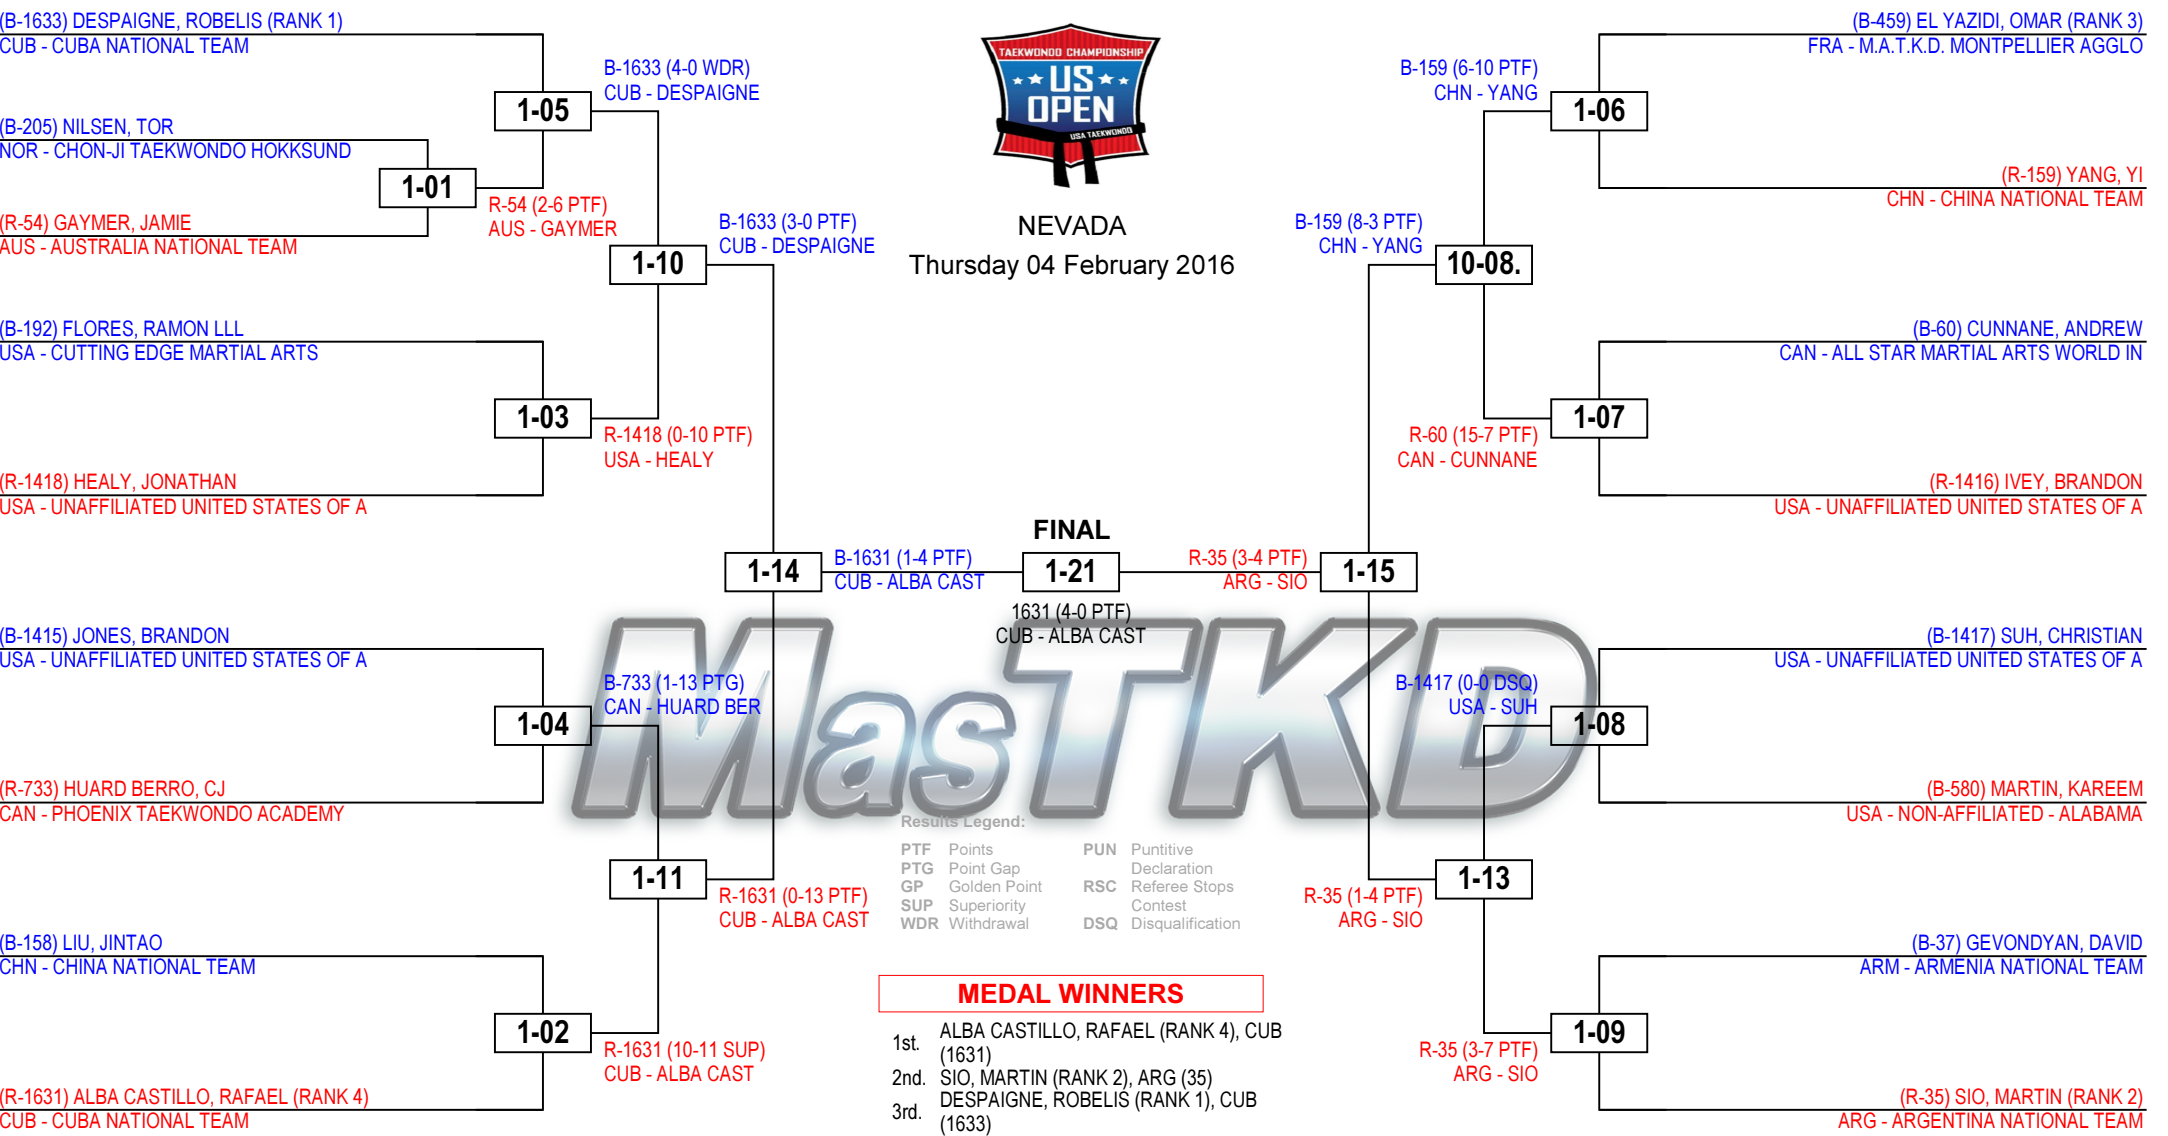 (B-1633) DESPAIGNE, ROBELIS (RANK 1)
CUB - CUBA NATIONAL TEAM
(B-205) NILSEN, TOR
NOR - CHON-JI TAEKWONDO HOKKSUND
(R-54) GAYMER, JAMIE
AUS - AUSTRALIA NATIONAL TEAM
(B-192) FLORES, RAMON LLL
USA - CUTTING EDGE MARTIAL ARTS
(R-1418) HEALY, JONATHAN
USA - UNAFFILIATED UNITED STATES OF A
(B-1415) JONES, BRANDON
USA - UNAFFILIATED UNITED STATES OF A
(R-733) HUARD BERRO, CJ
CAN - PHOENIX TAEKWONDO ACADEMY
(B-158) LIU, JINTAO
CHN - CHINA NATIONAL TEAM
(R-1631) ALBA CASTILLO, RAFAEL (RANK 4)
CUB - CUBA NATIONAL TEAM
1-01
R-54 (2-6 PTF)
AUS - GAYMER
1-05
B-1633 (4-0 WDR)
CUB - DESPAIGNE
1-03
R-1418 (0-10 PTF)
USA - HEALY
1-04
B-733 (1-13 PTG)
CAN - HUARD BER
1-02
R-1631 (10-11 SUP)
CUB - ALBA CAST
1-10
B-1633 (3-0 PTF)
CUB - DESPAIGNE
1-11
R-1631 (0-13 PTF)
CUB - ALBA CAST
1-14
B-1631 (1-4 PTF)
CUB - ALBA CAST
TAEKWONDO CHAMPIONSHIP
US
OPEN
USA TAEKWONDO
NEVADA
Thursday 04 February 2016
FINAL
1-21
1631 (4-0 PTF)
CUB - ALBA CAST
MasTKD
R-35 (3-4 PTF)
ARG - SIO
1-15
B-159 (8-3 PTF)
CHN - YANG
10-08.
R-35 (1-4 PTF)
ARG - SIO
1-13
B-159 (6-10 PTF)
CHN - YANG
1-06
R-60 (15-7 PTF)
CAN - CUNNANE
1-07
B-1417 (0-0 DSQ)
USA - SUH
1-08
R-35 (3-7 PTF)
ARG - SIO
1-09
(B-459) EL YAZIDI, OMAR (RANK 3)
FRA - M.A.T.K.D. MONTPELLIER AGGLO
(R-159) YANG, YI
CHN - CHINA NATIONAL TEAM
(B-60) CUNNANE, ANDREW
CAN - ALL STAR MARTIAL ARTS WORLD IN
(R-1416) IVEY, BRANDON
USA - UNAFFILIATED UNITED STATES OF A
(B-1417) SUH, CHRISTIAN
USA - UNAFFILIATED UNITED STATES OF A
(B-580) MARTIN, KAREEM
USA - NON-AFFILIATED - ALABAMA
(B-37) GEVONDYAN, DAVID
ARM - ARMENIA NATIONAL TEAM
(R-35) SIO, MARTIN (RANK 2)
ARG - ARGENTINA NATIONAL TEAM
Results Legend:
PTF Points
PTG Point Gap
GP Golden Point
SUP Superiority
WDR Withdrawal
PUN Puntitive
Declaration
RSC Referee Stops
Contest
DSQ Disqualification
MEDAL WINNERS
1st. ALBA CASTILLO, RAFAEL (RANK 4), CUB
(1631)
2nd. SIO, MARTIN (RANK 2), ARG (35)
3rd. DESPAIGNE, ROBELIS (RANK 1), CUB
(1633)